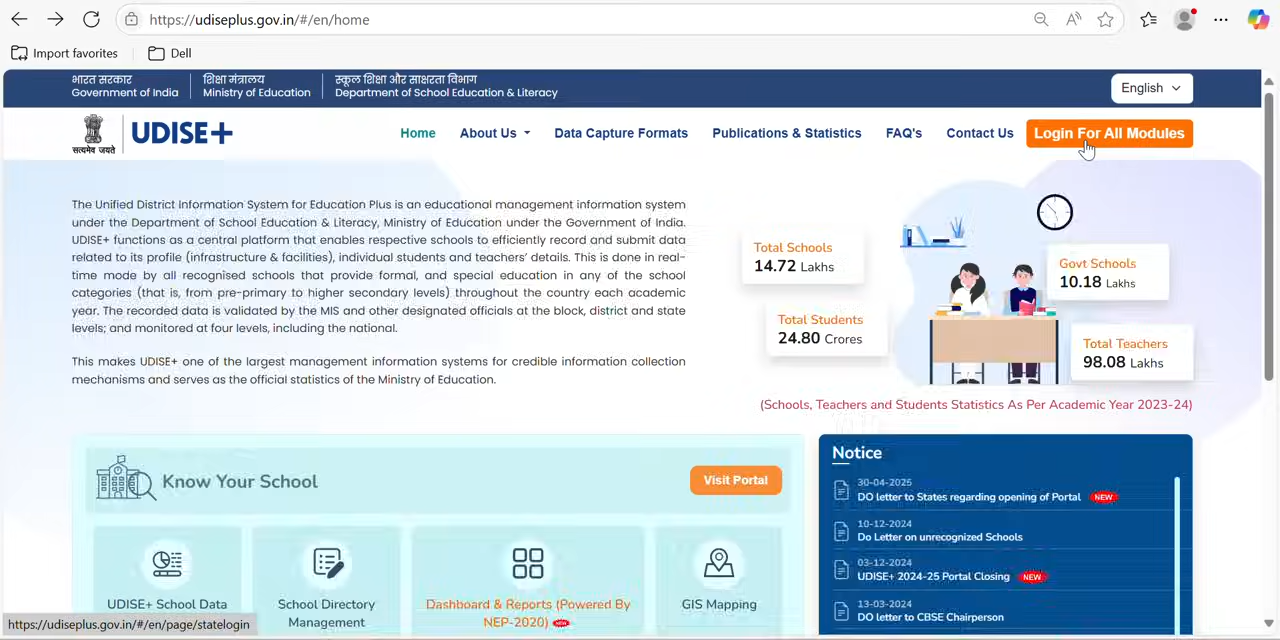 https://udiseplus.gov.in/#/en/home
Import favorites
Dell
भारत सरकार
Government of India
शिक्षा मंत्रालय
Ministry of Education
स्कूल शिक्षा और साक्षरता विभाग
Department of School Education & Literacy
English
सत्यमेव जयते
UDISE+
Home
About Us
Data Capture Formats
Publications & Statistics
FAQ's
Contact Us
Login For All Modules
The Unified District Information System for Education Plus is an educational management information system
under the Department of School Education & Literacy, Ministry of Education under the Government of India.
UDISE+ functions as a central platform that enables respective schools to efficiently record and submit data
related to its profile (infrastructure & facilities), individual students and teachers' details. This is done in real-
time mode by all recognised schools that provide formal, and special education in any of the school
categories (that is, from pre-primary to higher secondary levels) throughout the country each academic
year. The recorded data is validated by the MIS and other designated officials at the block, district and state
levels; and monitored at four levels, including the national.
This makes UDISE+ one of the largest management information systems for credible information collection
mechanisms and serves as the official statistics of the Ministry of Education.
Total Schools
14.72 Lakhs
Govt Schools
10.18 Lakhs
Total Students
24.80 Crores
Total Teachers
98.08 Lakhs
(Schools, Teachers and Students Statistics As Per Academic Year 2023-24)
Know Your School
Visit Portal
UDISE+ School Data
School Directory
Management
Dashboard & Reports (Powered By
NEP-2020) NEW
GIS Mapping
Notice
30-04-2025
DO letter to States regarding opening of Portal NEW
10-12-2024
Do Letter on unrecognized Schools
03-12-2024
UDISE+ 2024-25 Portal Closing NEW
13-03-2024
DO letter to CBSE Chairperson
https://udiseplus.gov.in/#/en/page/statelogin